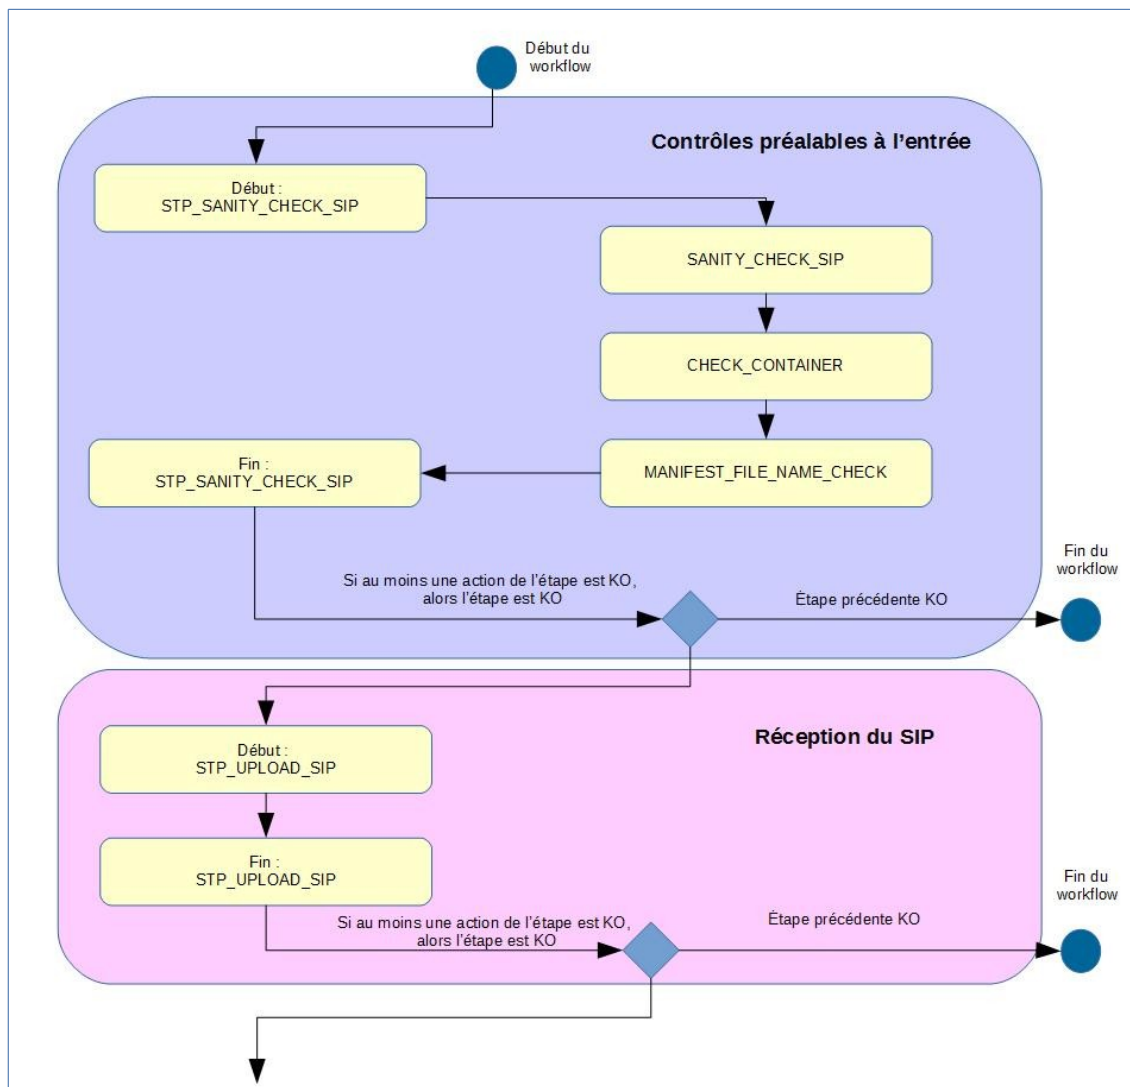 Début du
workflow
Contrôles préalables à l'entrée
Début :
STP_SANITY_CHECK_SIP
SANITY_CHECK_SIP
CHECK_CONTAINER
Fin :
STP_SANITY_CHECK_SIP
MANIFEST_FILE_NAME_CHECK
Fin du
workflow
Si au moins une action de l'étape est KO,
alors l'étape est KO
Étape précédente KO
Réception du SIP
Début :
STP_UPLOAD_SIP
Fin :
STP_UPLOAD_SIP
Fin du
workflow
Si au moins une action de l'étape est KO,
alors l'étape est KO
Étape précédente KO